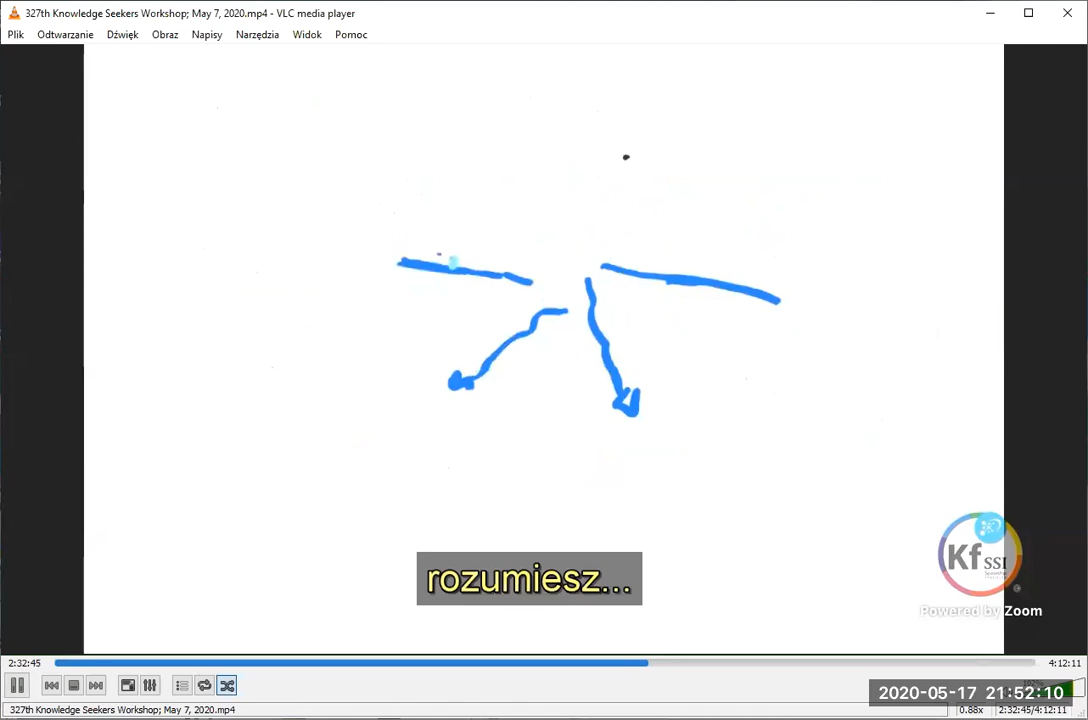 327th Knowledge Seekers Workshop; May 7, 2020.mp4 - VLC media player
Plik Odtwarzanie Dźwięk Obraz Napisy Narzędzia Widok Pomoc
rozumiesz...
Kf SSI
Powered by Zoom
2:32:45 4:12:11
2020-05-17 21:52:10
327th Knowledge Seekers Workshop; May 7, 2020.mp4 0.88x 2:32:45/4:12:11